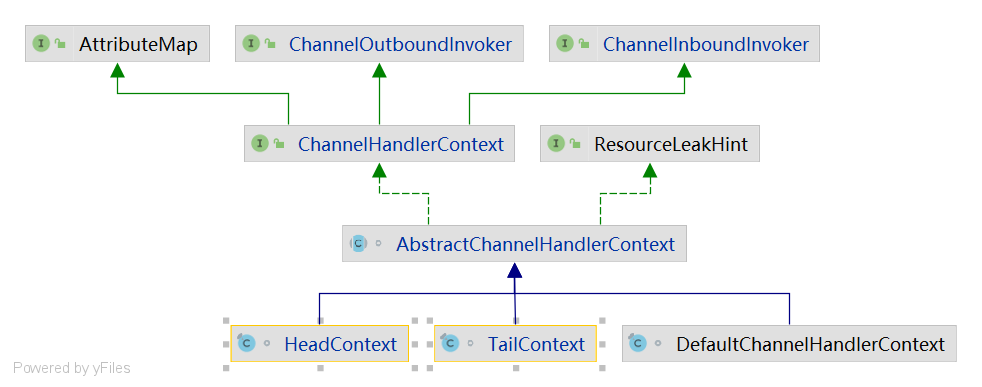 AttributeMap
ChannelOutboundInvoker
ChannelInboundInvoker
ChannelHandlerContext
ResourceLeakHint
AbstractChannelHandlerContext
HeadContext
TailContext
DefaultChannelHandlerContext
Powered by yFiles